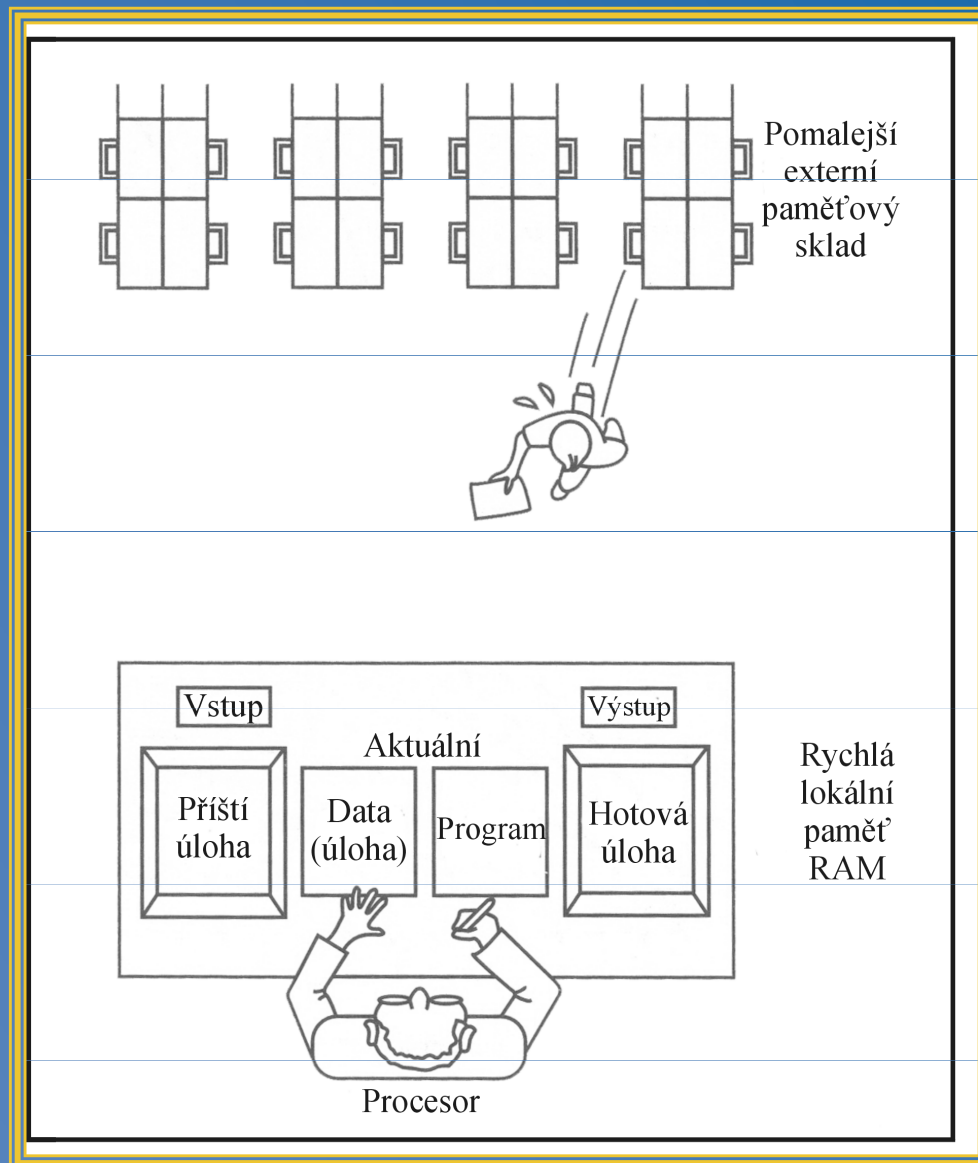 Pomalejší
externí
paměťový
sklad
Vstup
Výstup
Aktuální
Příští
úloha
Data
(úloha)
Program
Hotová
úloha
Rychlá
lokální
paměť
RAM
Procesor